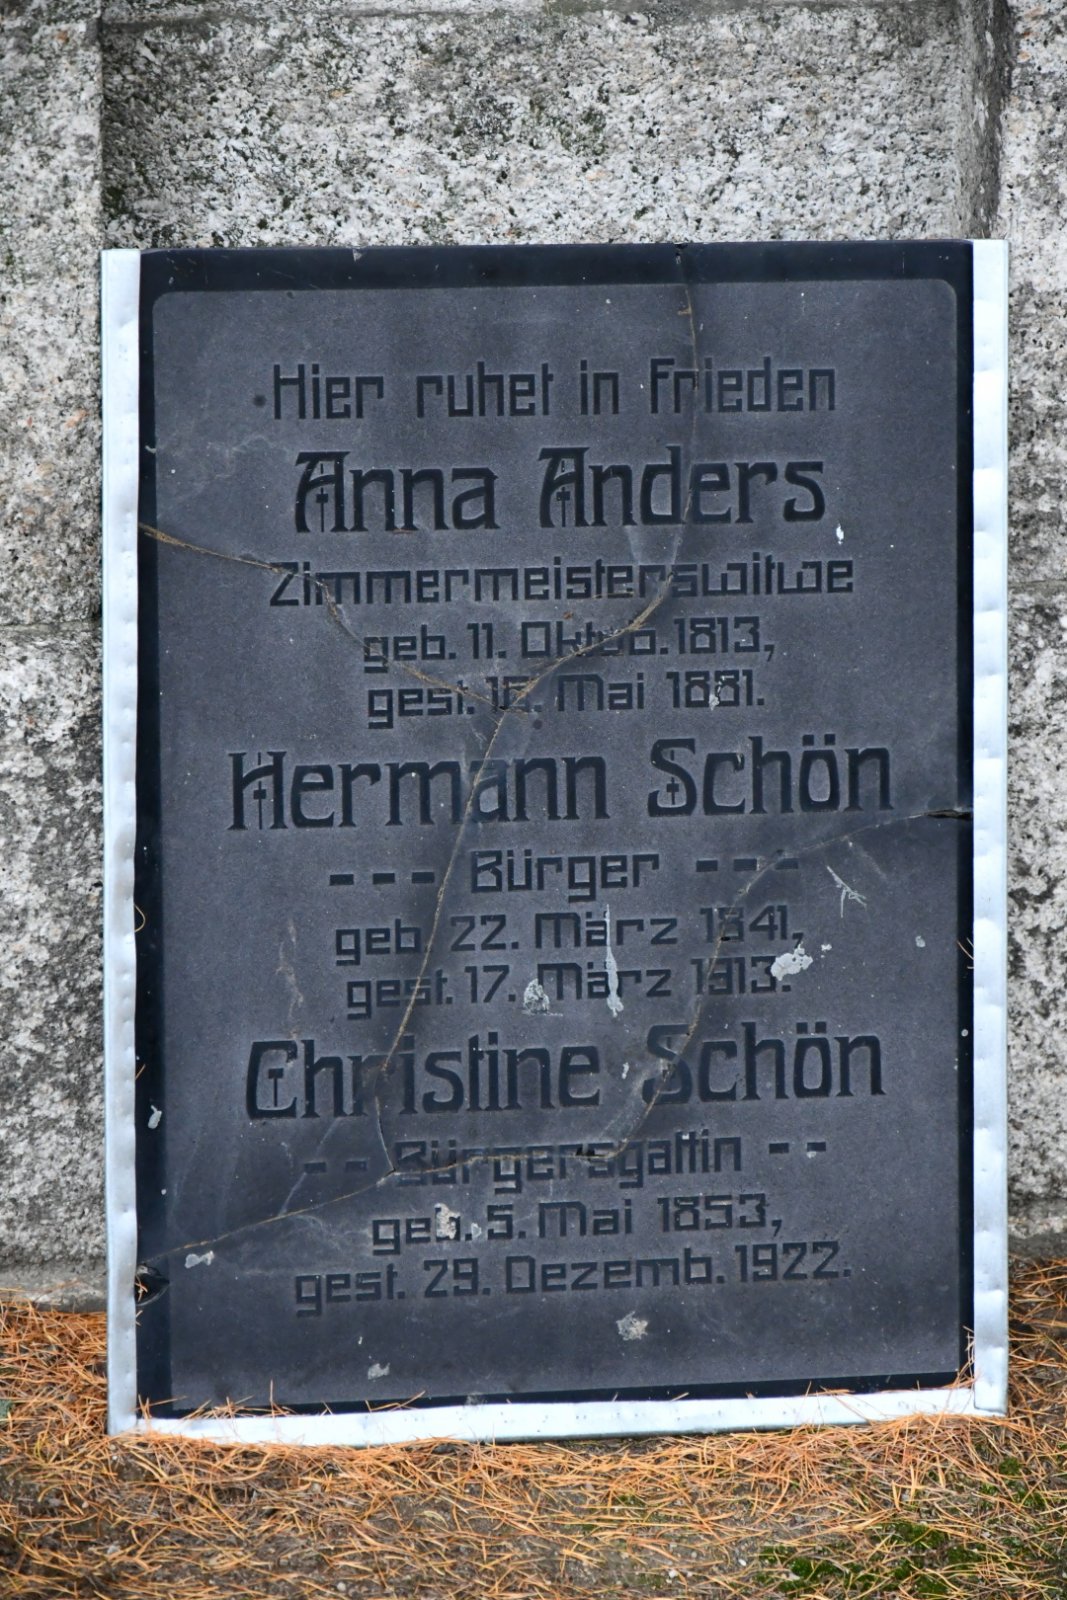 Hier ruhet in Frieden
Anna Anders
Zimmermeisterswitwe
geb. 11. Oktob. 1813,
gest. 16. Mai 1881.
Hermann Schön
--- Bürger ---
geb. 22. März 1841,
gest. 17. März 1913.
Christine Schön
-- Bürgersgattin --
geb. 5. Mai 1853,
gest. 29. Dezemb. 1922.